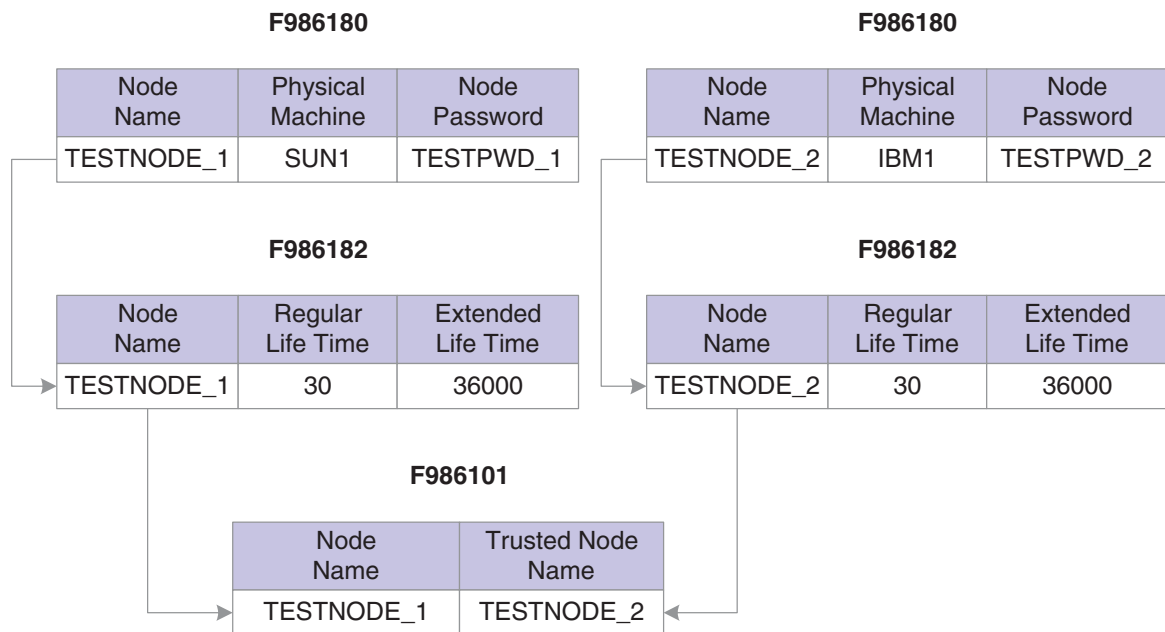 F986180
F986180
Node Name
Physical Machine
Node Password
Node Name
Physical Machine
Node Password
TESTNODE_1
SUN1
TESTPWD_1
TESTNODE_2
IBM1
TESTPWD_2
F986182
F986182
Node Name
Regular Life Time
Extended Life Time
Node Name
Regular Life Time
Extended Life Time
TESTNODE_1
30
36000
TESTNODE_2
30
36000
F986101
Node Name
Trusted Node Name
TESTNODE_1
TESTNODE_2